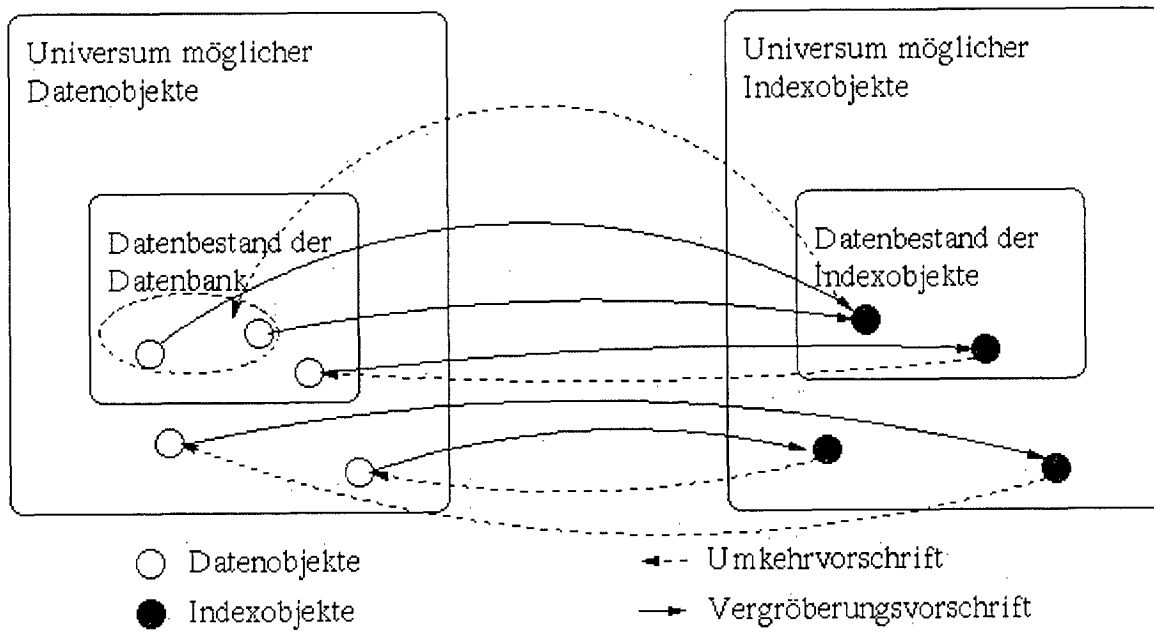 Universum möglicher
Datenobjekte
Universum möglicher
Indexobjekte
Datenbestand der
Datenbank
Datenbestand der
Indexobjekte
Datenobjekte
Umkehrvorschrift
Indexobjekte
Vergröberungsvorschrift